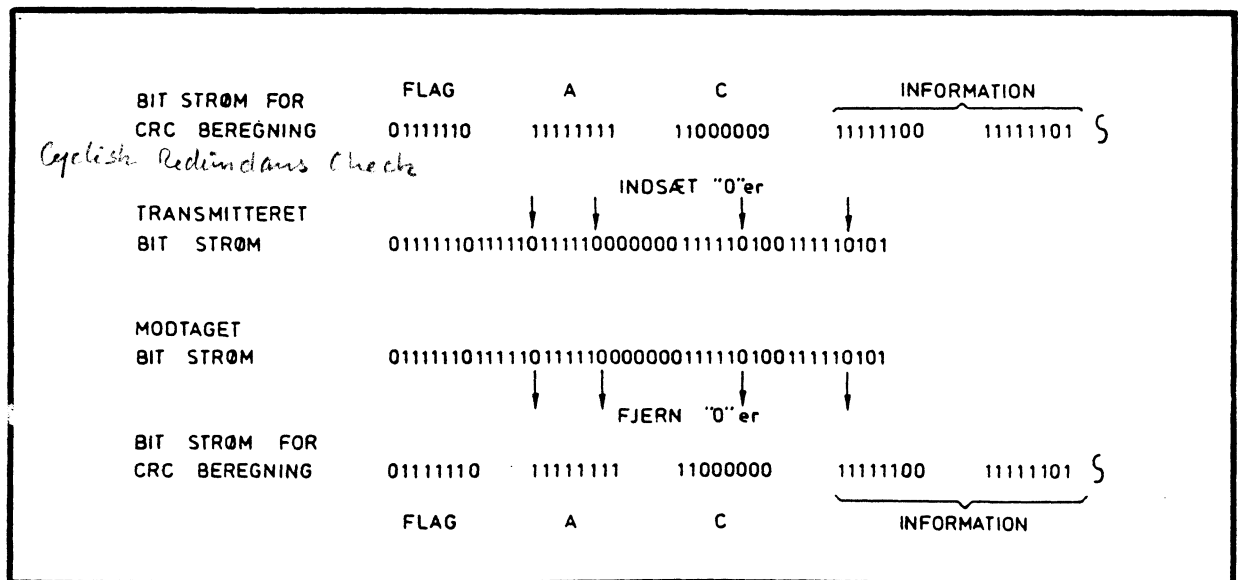 FLAG A C INFORMATION
BIT STRØM FOR
CRC BEREGNING 01111110 11111111 11000000 11111100 11111101
Cyclisk Redundans Check
INDSÆT "0"er
TRANSMITTERET
BIT STRØM 01111110111110111110000000111110100111110101
MODTAGET
BIT STRØM 01111110111110111110000000111110100111110101
FJERN "0"er
BIT STRØM FOR
CRC BEREGNING 01111110 11111111 11000000 11111100 11111101
FLAG A C INFORMATION